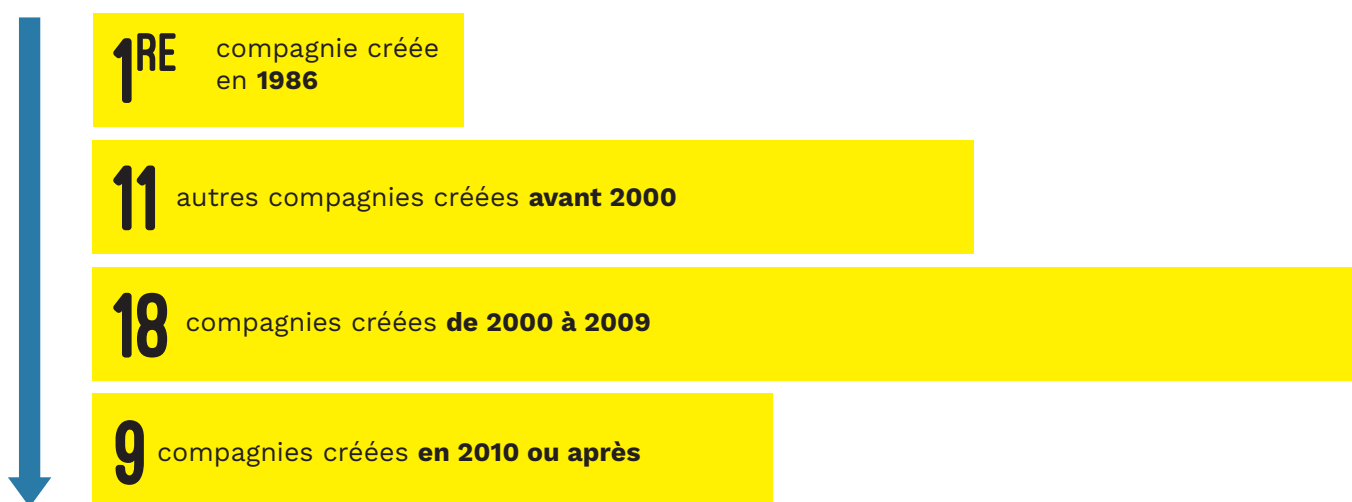 1RE compagnie créée
en 1986
11 autres compagnies créées avant 2000
18 compagnies créées de 2000 à 2009
9 compagnies créées en 2010 ou après